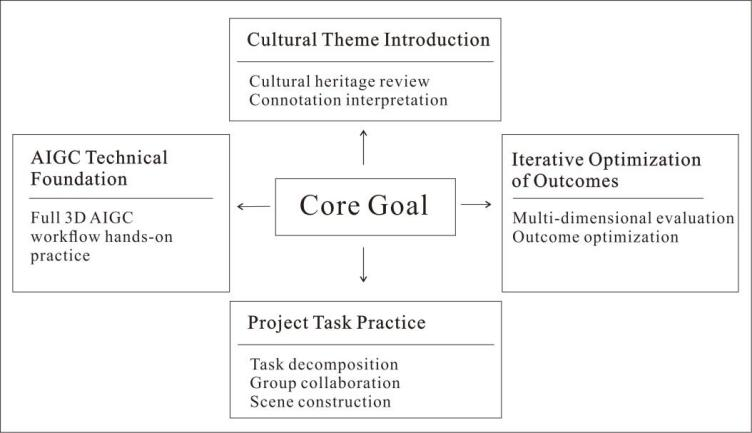 Cultural Theme Introduction
Cultural heritage review
Connotation interpretation
AIGC Technical
Foundation
Full 3D AIGC
workflow hands-on
practice
Core Goal
Iterative Optimization
of Outcomes
Multi-dimensional evaluation
Outcome optimization
Project Task Practice
Task decomposition
Group collaboration
Scene construction